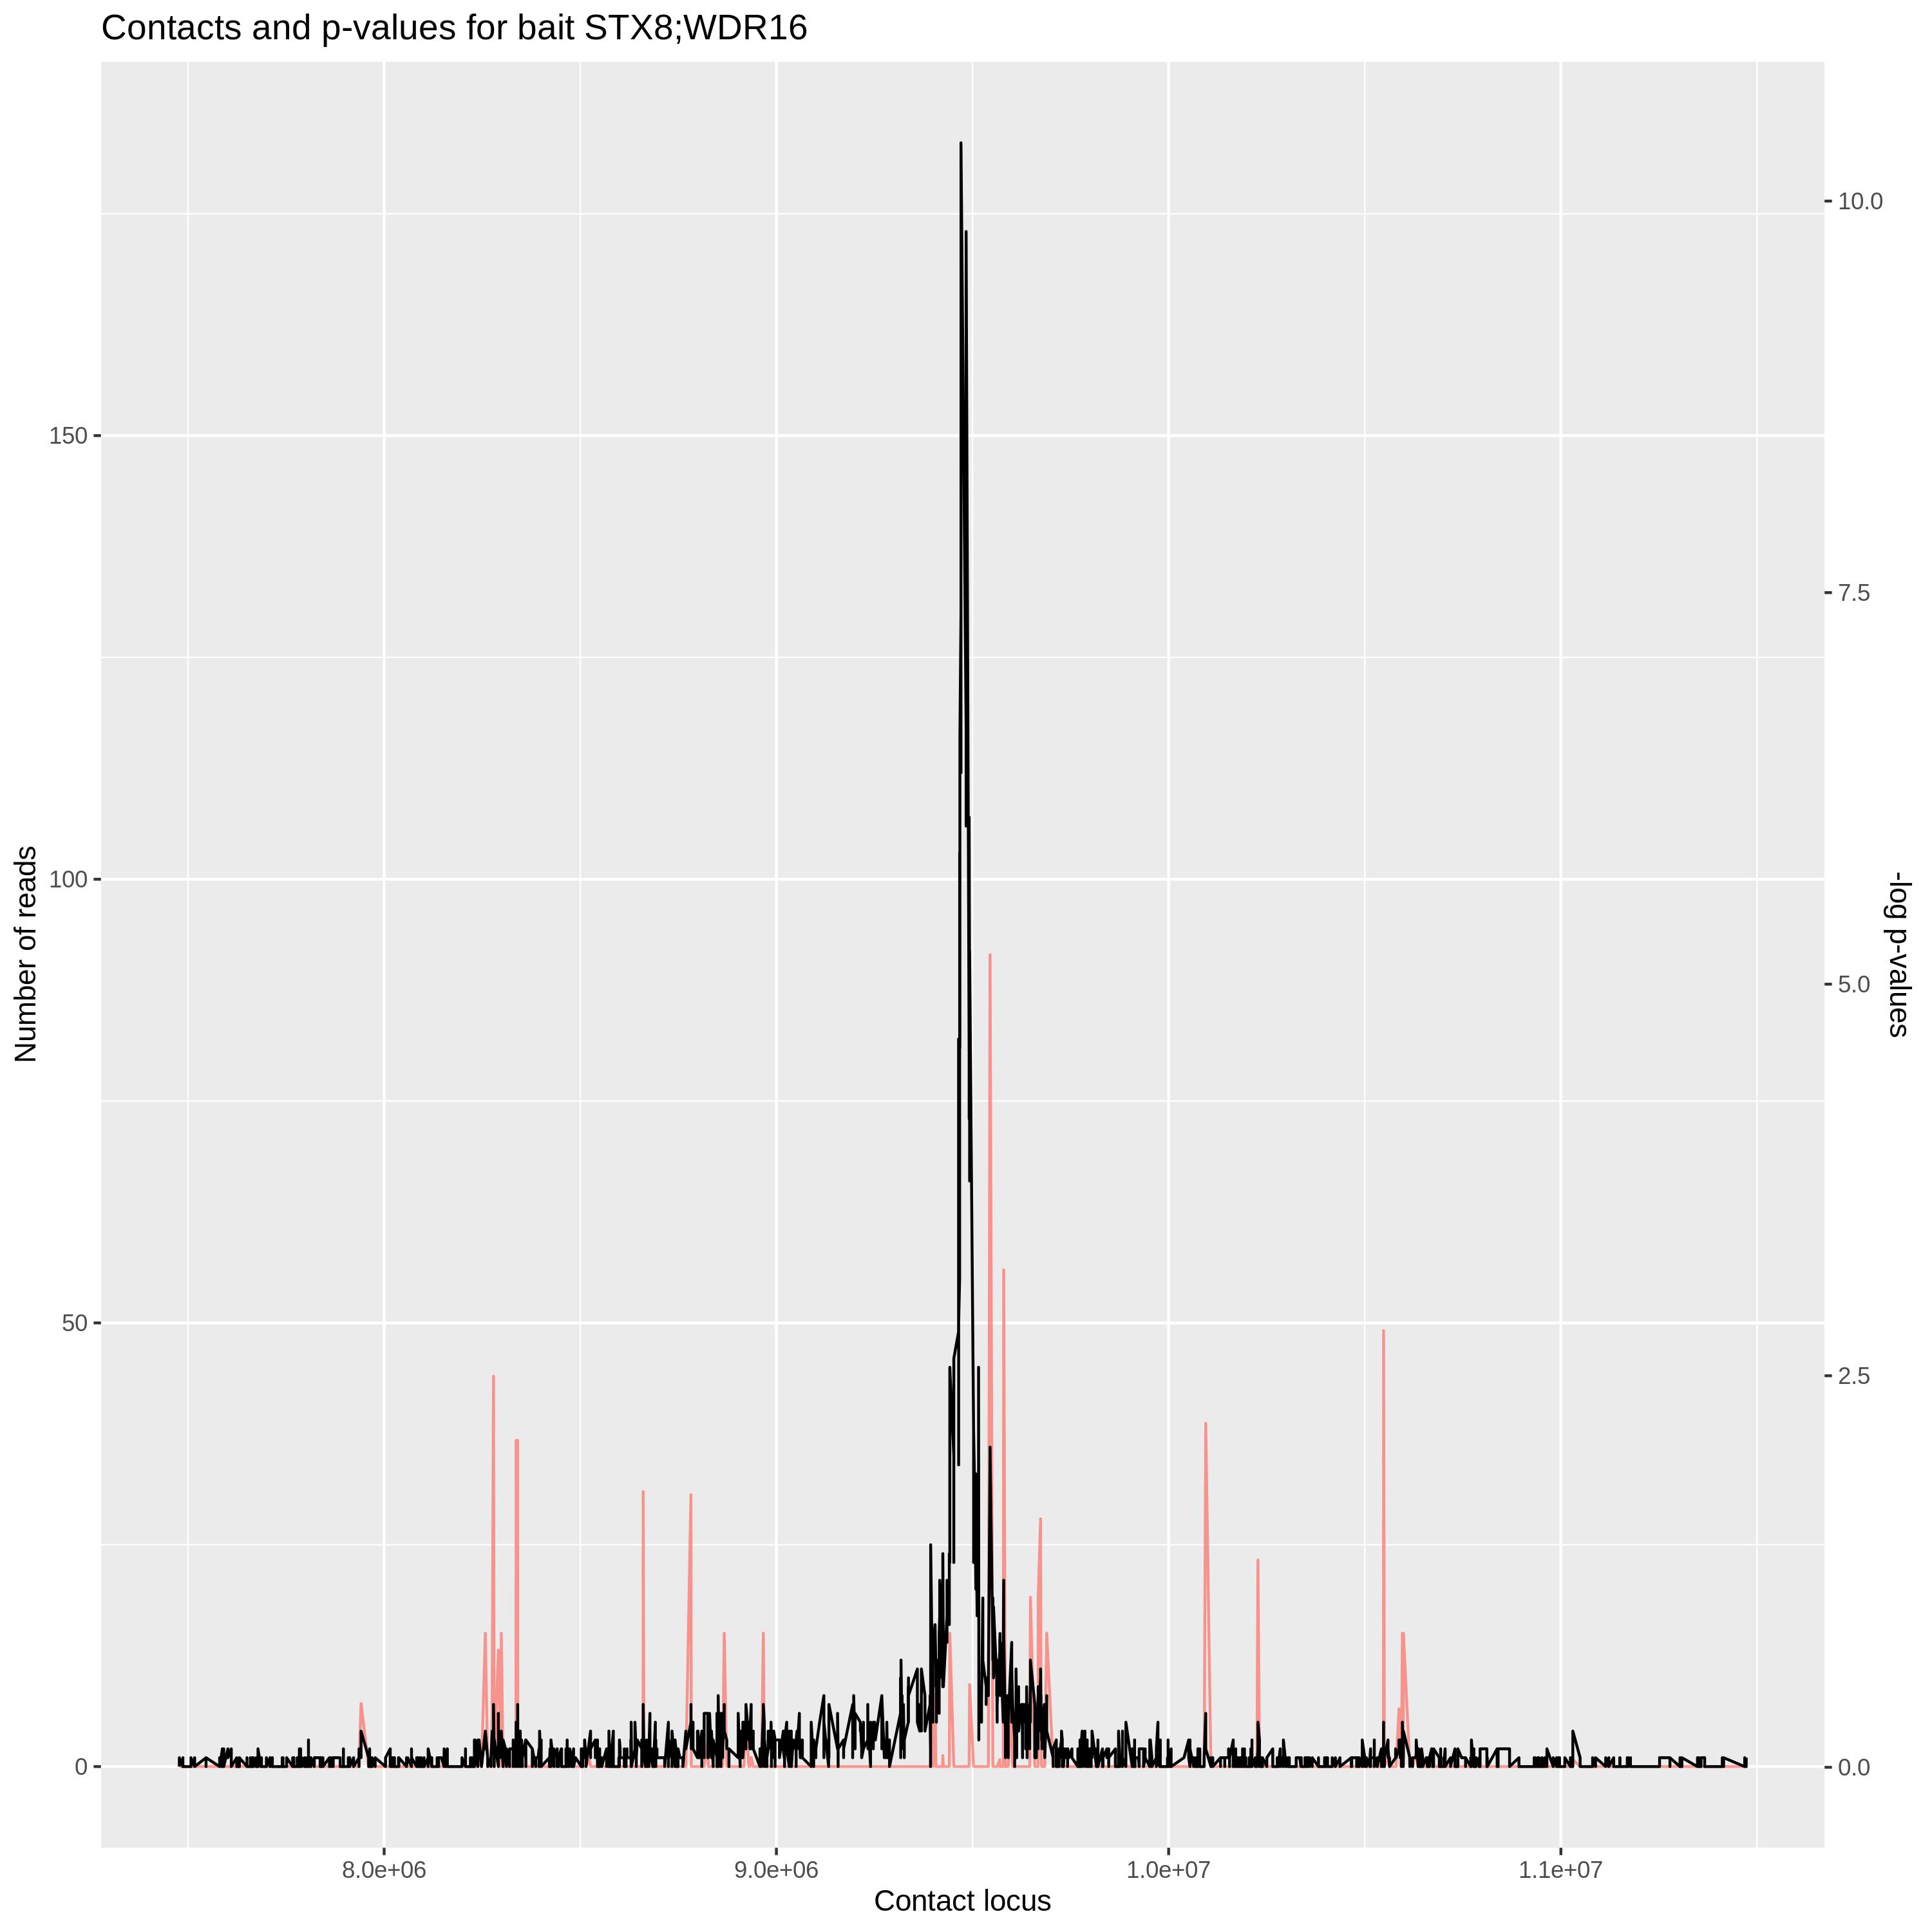 Contacts and p-values for bait STX8;WDR16
Number of reads
150
100
50
0
10.0
7.5
5.0
2.5
0.0
-log p-values
8.0e+06 9.0e+06 1.0e+07 1.1e+07
Contact locus